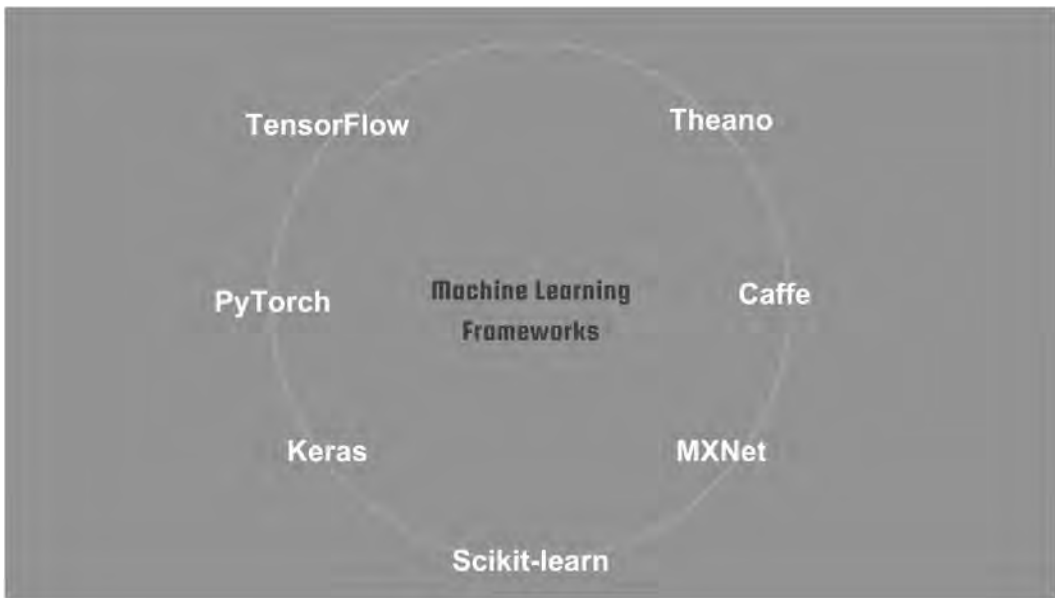 TensorFlow
Theano
PyTorch
Machine Learning
Frameworks
Caffe
Keras
MXNet
Scikit-learn